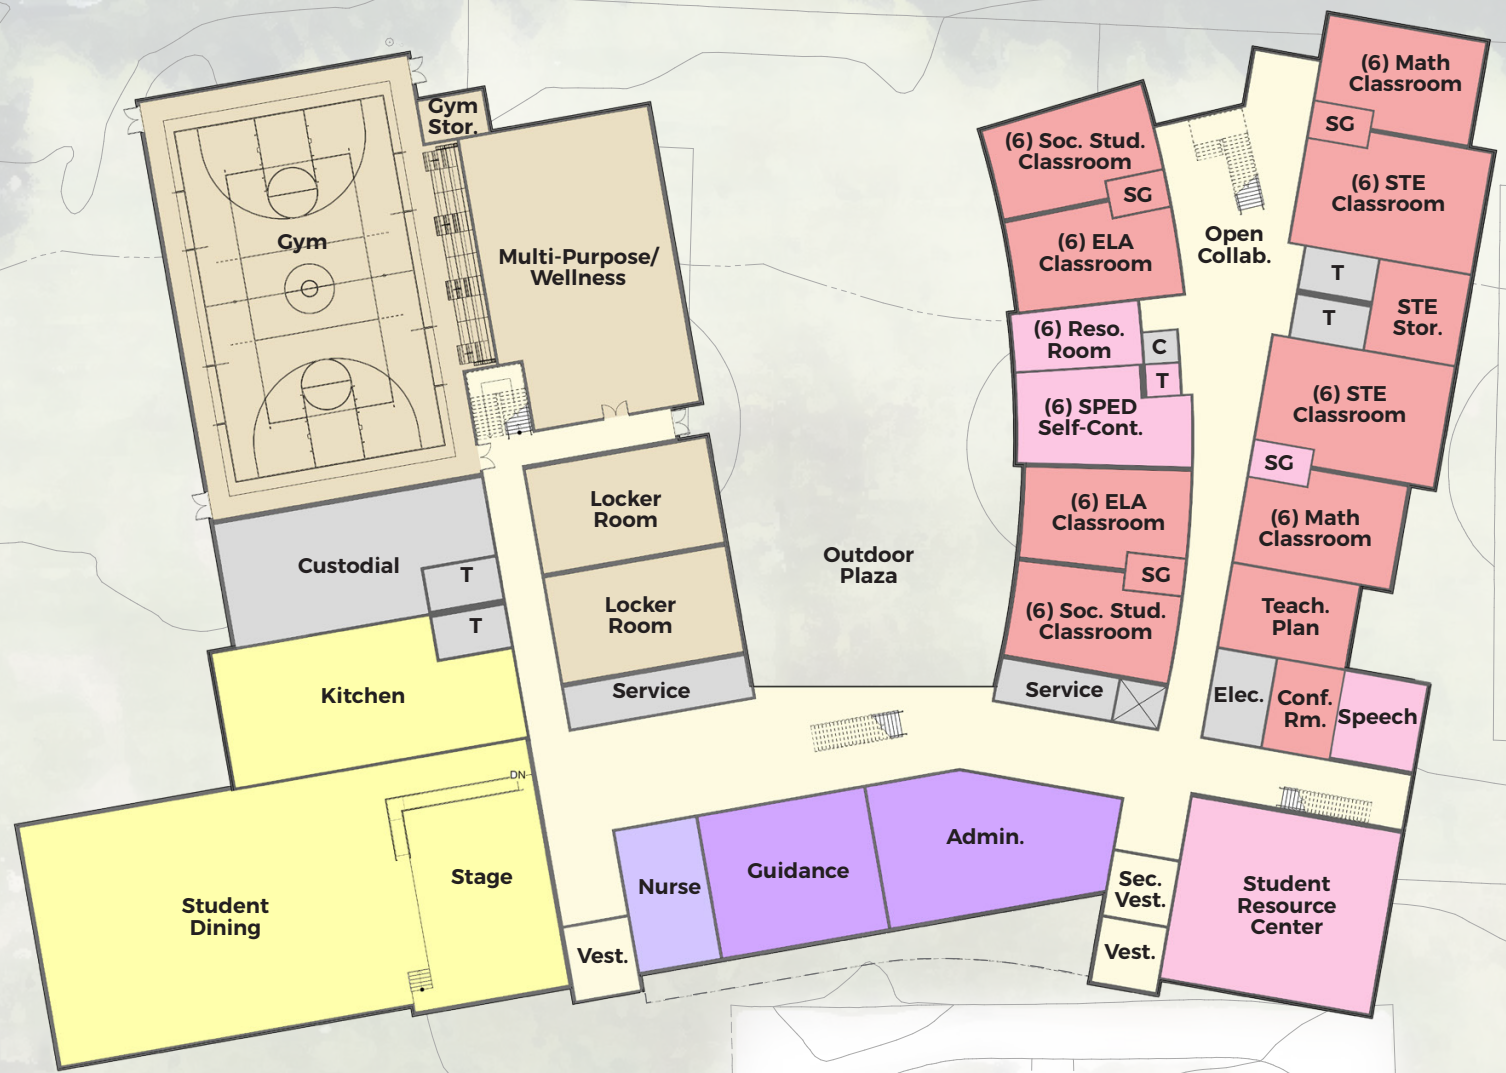 Gym
Stor.
Gym
Multi-Purpose/
Wellness
Locker
Room
Locker
Room
Service
Custodial
T
T
Kitchen
DN
Stage
Student
Dining
Vest.
Nurse
Guidance
Admin.
Outdoor
Plaza
(6) Soc. Stud.
Classroom
SG
(6) ELA
Classroom
(6) Reso.
Room
C
T
(6) SPED
Self-Cont.
(6) ELA
Classroom
SG
(6) Soc. Stud.
Classroom
Service
Open
Collab.
(6) Math
Classroom
SG
(6) STE
Classroom
T
T
STE
Stor.
(6) STE
Classroom
SG
(6) Math
Classroom
Teach.
Plan
Elec.
Conf.
Rm.
Speech
Sec.
Vest.
Vest.
Student
Resource
Center